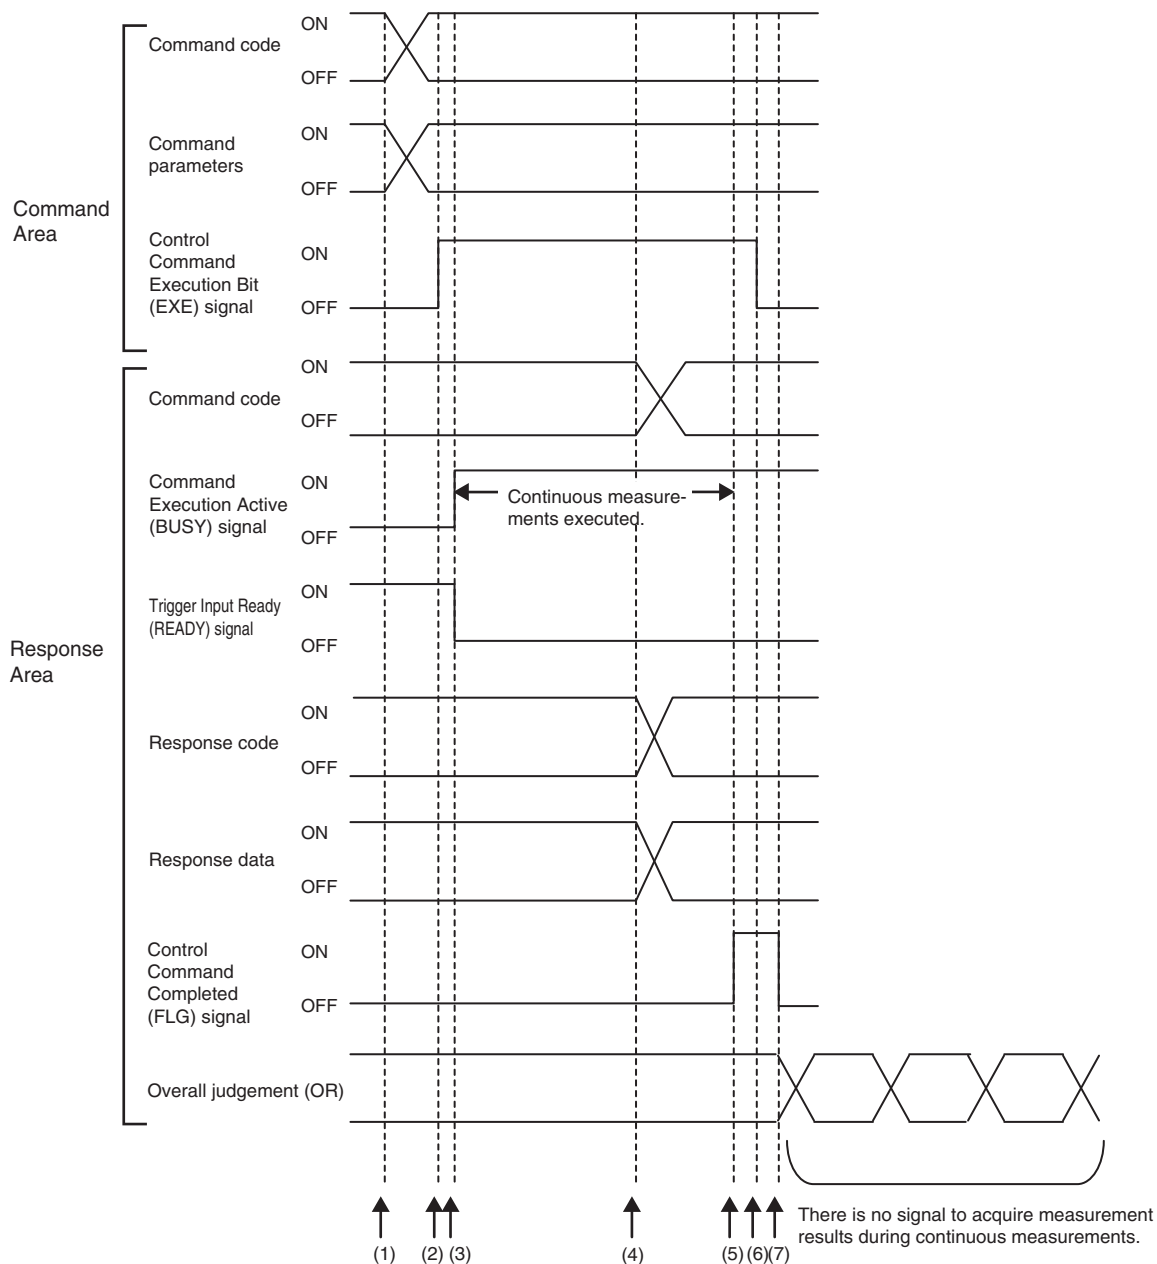 Command
Area
Command code
ON
OFF
Command
parameters
ON
OFF
Control
Command
Execution Bit
(EXE) signal
ON
OFF
Response
Area
Command code
ON
OFF
Command
Execution Active
(BUSY) signal
ON
OFF
Continuous measure-
ments executed.
Trigger Input Ready
(READY) signal
ON
OFF
Response code
ON
OFF
Response data
ON
OFF
Control
Command
Completed
(FLG) signal
ON
OFF
Overall judgement (OR)
(1) (2) (3) (4) (5) (6) (7)
There is no signal to acquire measurement
results during continuous measurements.